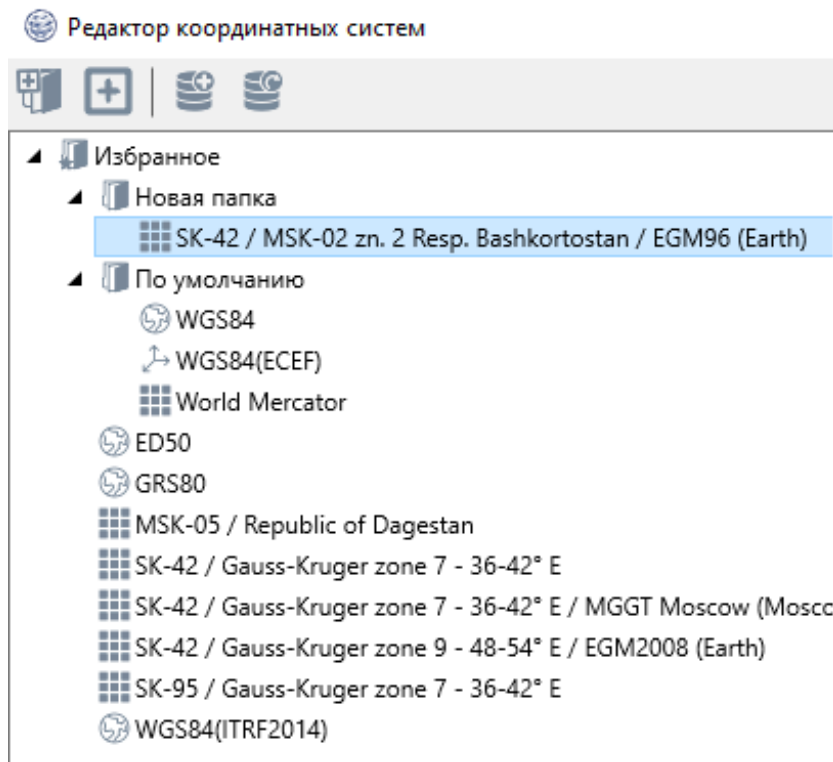 Редактор координатных систем
Избранное
Новая папка
SK-42 / MSK-02 zn. 2 Resp. Bashkortostan / EGM96 (Earth)
По умолчанию
WGS84
WGS84(ECEF)
World Mercator
ED50
GRS80
MSK-05 / Republic of Dagestan
SK-42 / Gauss-Kruger zone 7 - 36-42° E
SK-42 / Gauss-Kruger zone 7 - 36-42° E / MGGT Moscow (Mosco
SK-42 / Gauss-Kruger zone 9 - 48-54° E / EGM2008 (Earth)
SK-95 / Gauss-Kruger zone 7 - 36-42° E
WGS84(ITRF2014)